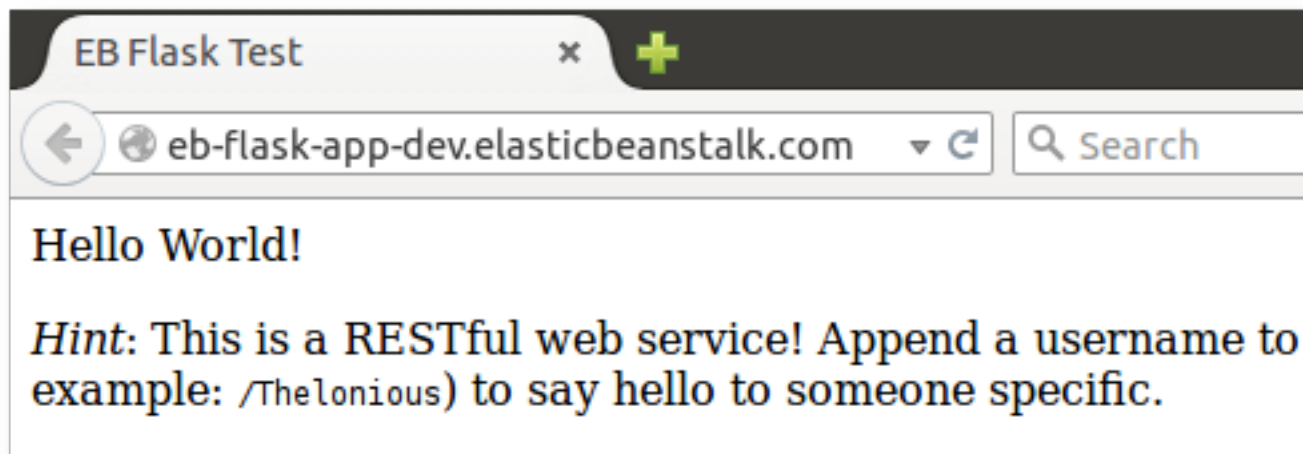 EB Flask Test
eb-flask-app-dev.elasticbeanstalk.com
Search
Hello World!
Hint: This is a RESTful web service! Append a username to
example: /Thelonious) to say hello to someone specific.